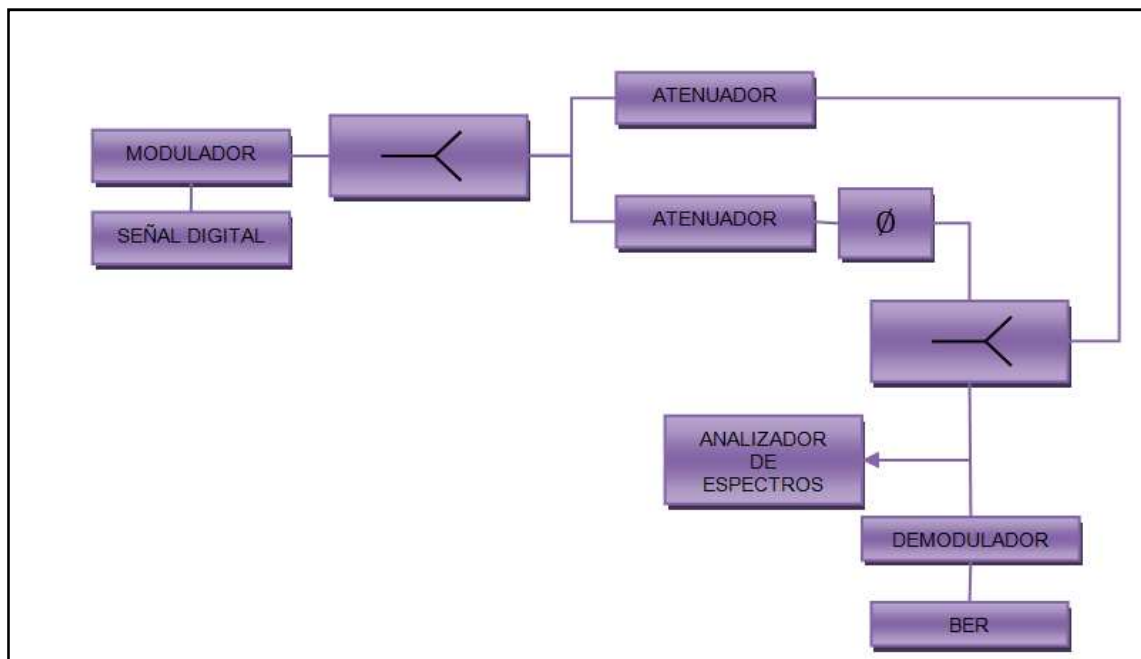 ATENUADOR
MODULADOR
SEÑAL DIGITAL
ATENUADOR
Ø
ANALIZADOR
DE
ESPECTROS
DEMODULADOR
BER